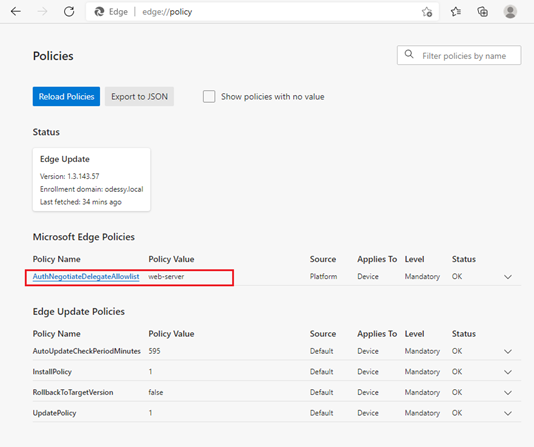 Edge | edge://policy
Policies
Filter policies by name
Reload Policies Export to JSON Show policies with no value
Status
Edge Update
Version: 1.3.143.57
Enrollment domain: odessy.local
Last fetched: 34 mins ago
Microsoft Edge Policies
Policy Name Policy Value Source Applies To Level Status
AuthNegotiateDelegateAllowlist web-server Platform Device Mandatory OK
Edge Update Policies
Policy Name Policy Value Source Applies To Level Status
AutoUpdateCheckPeriodMinutes 595 Default Device Mandatory OK
InstallPolicy 1 Default Device Mandatory OK
RollbackToTargetVersion false Default Device Mandatory OK
UpdatePolicy 1 Default Device Mandatory OK